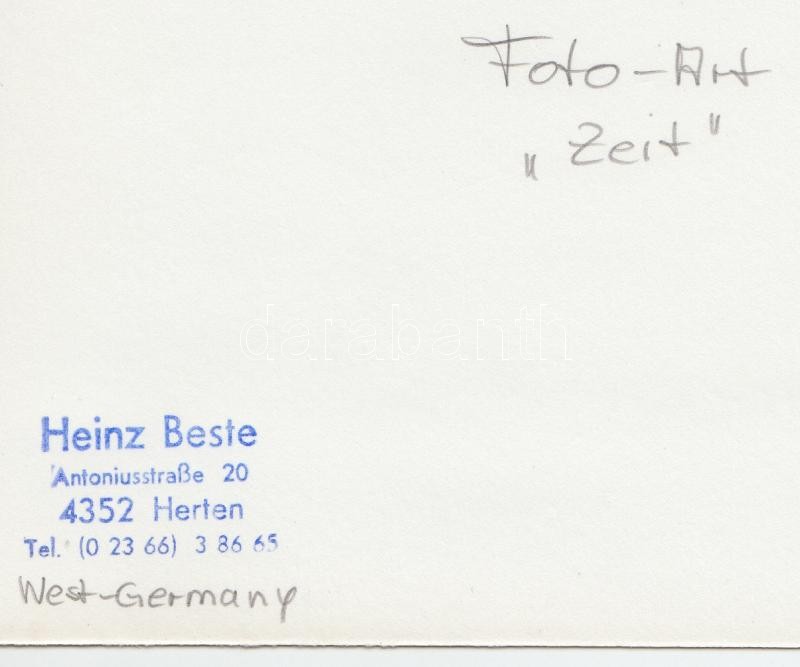 Foto-Art
„Zeit"
darabanth
Heinz Beste
Antoniusstraße 20
4352 Herten
Tel. (0 23 66) 3 86 65
West-Germany